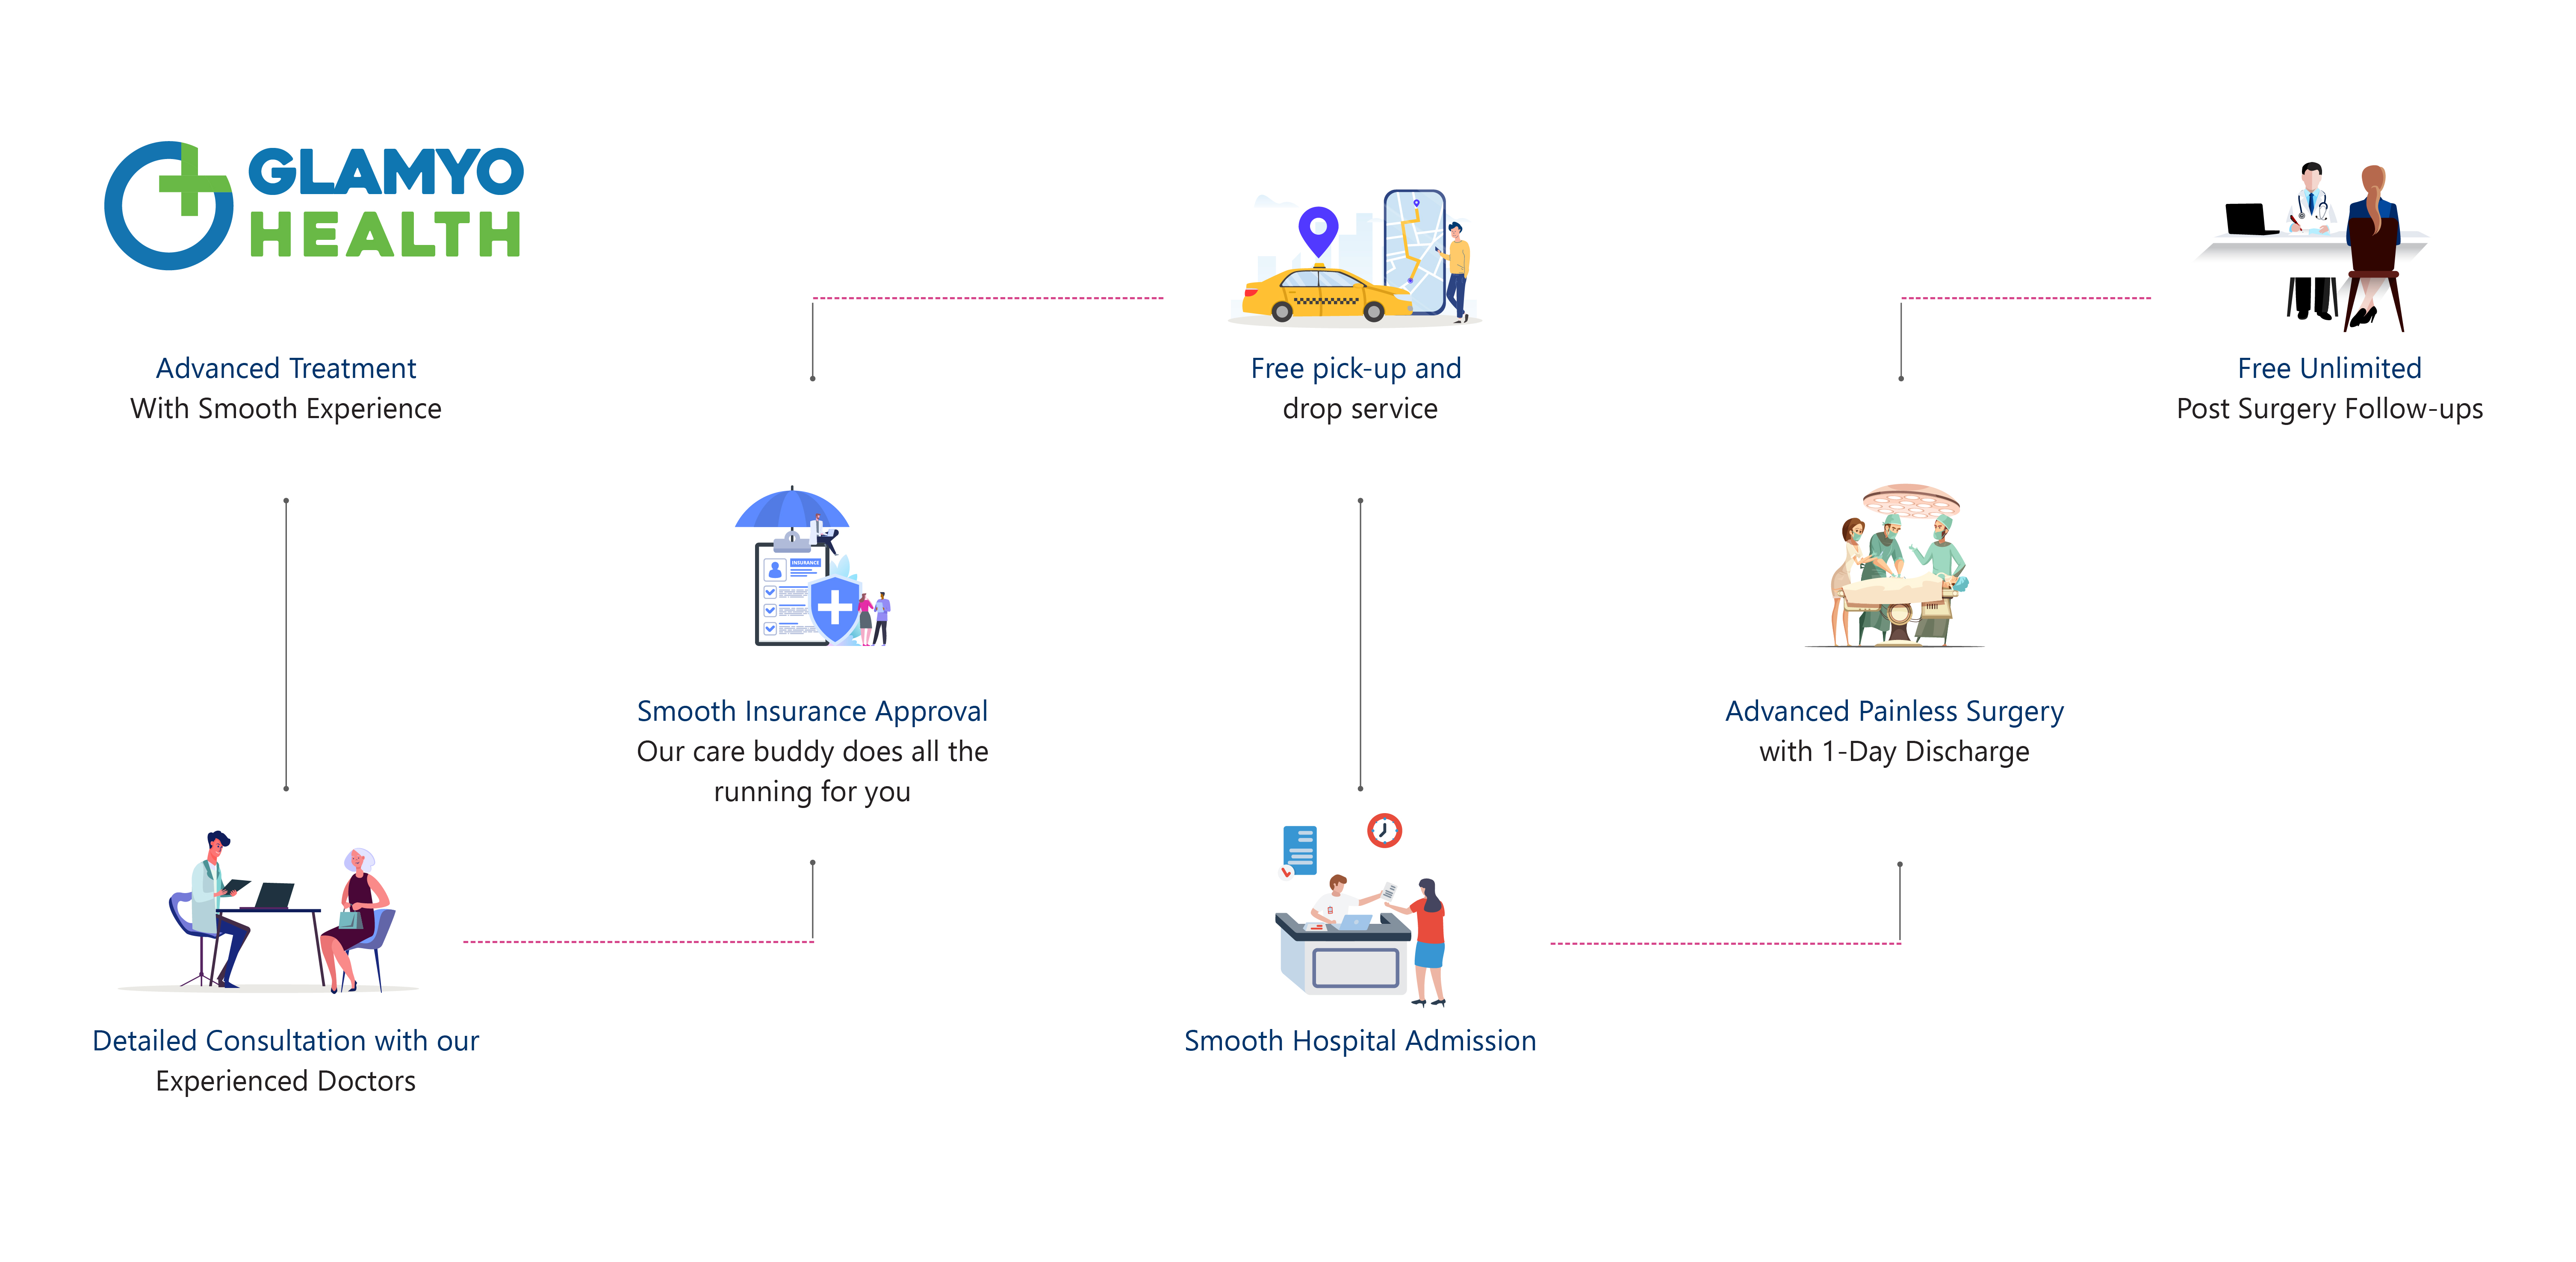 GLAMYO
HEALTH
Advanced Treatment
With Smooth Experience
Detailed Consultation with our
Experienced Doctors
INSURANCE
Smooth Insurance Approval
Our care buddy does all the
running for you
Free pick-up and
drop service
Smooth Hospital Admission
Advanced Painless Surgery
with 1-Day Discharge
Free Unlimited
Post Surgery Follow-ups